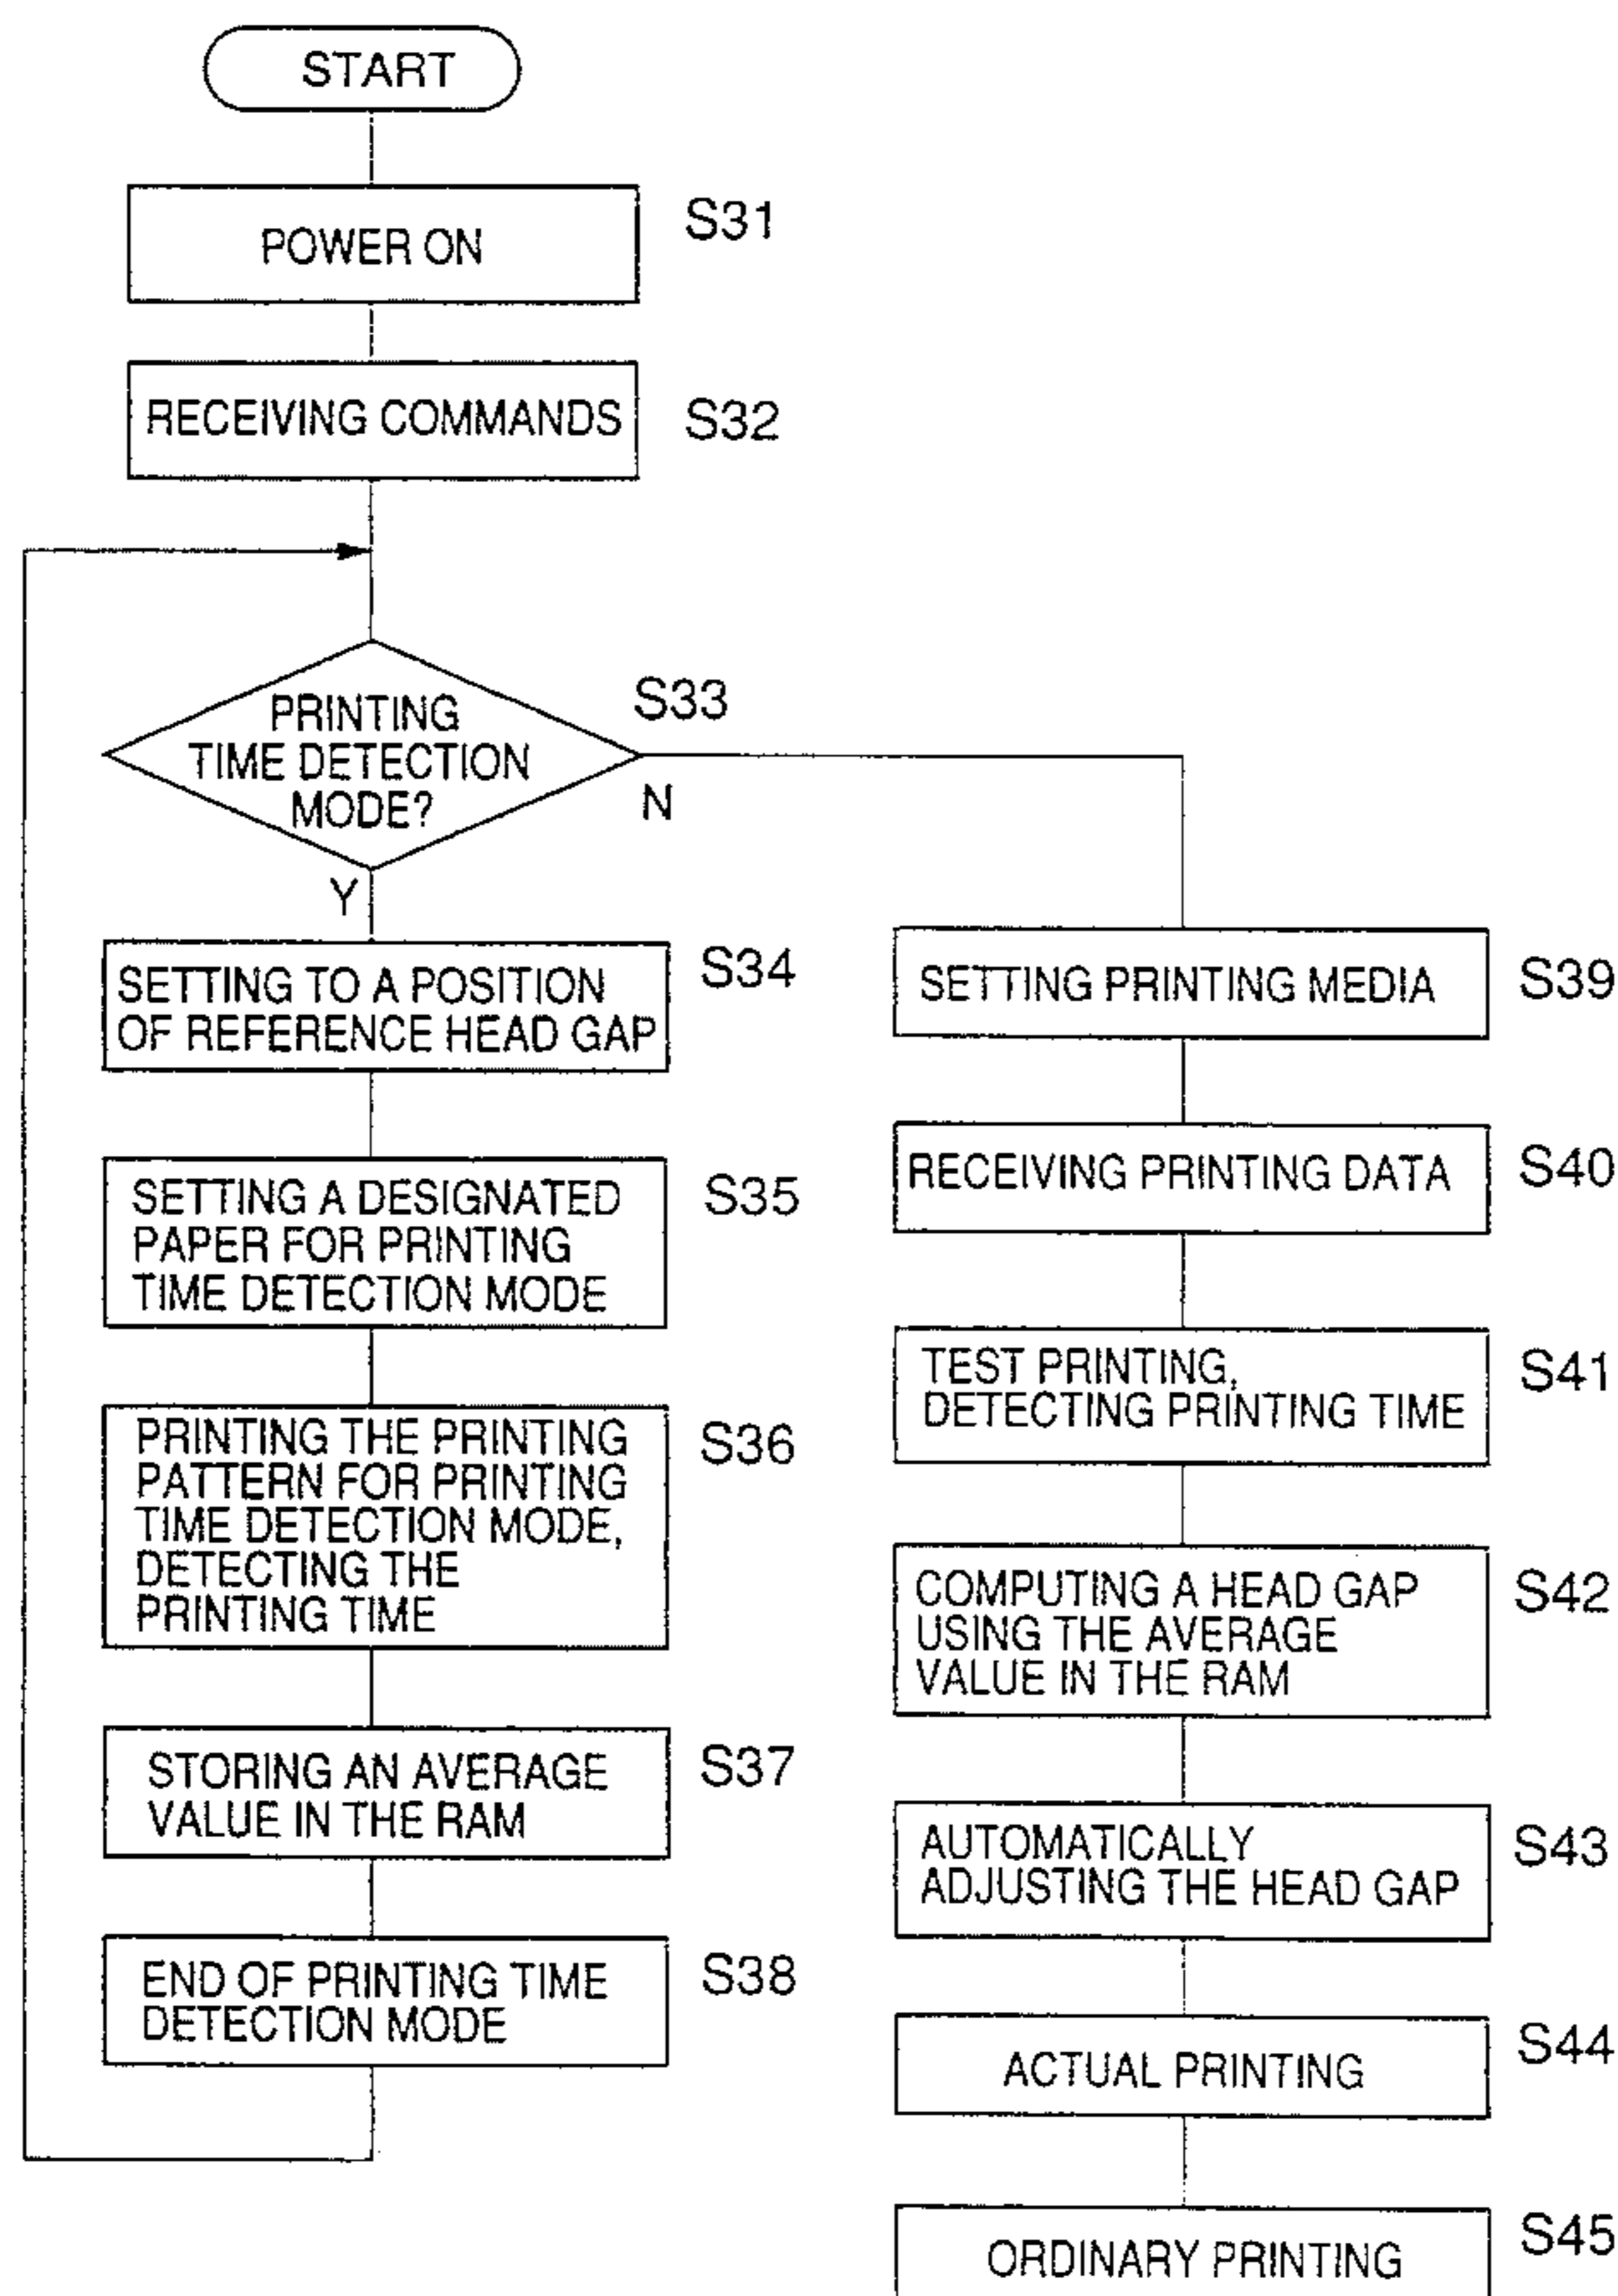 START
POWER ON
S31
RECEIVING COMMANDS
S32
PRINTING
TIME DETECTION
MODE?
S33
N
Y
SETTING TO A POSITION
OF REFERENCE HEAD GAP
S34
SETTING A DESIGNATED
PAPER FOR PRINTING
TIME DETECTION MODE
S35
PRINTING THE PRINTING
PATTERN FOR PRINTING
TIME DETECTION MODE,
DETECTING THE
PRINTING TIME
S36
STORING AN AVERAGE
VALUE IN THE RAM
S37
END OF PRINTING TIME
DETECTION MODE
S38
SETTING PRINTING MEDIA
S39
RECEIVING PRINTING DATA
S40
TEST PRINTING,
DETECTING PRINTING TIME
S41
COMPUTING A HEAD GAP
USING THE AVERAGE
VALUE IN THE RAM
S42
AUTOMATICALLY
ADJUSTING THE HEAD GAP
S43
ACTUAL PRINTING
S44
ORDINARY PRINTING
S45